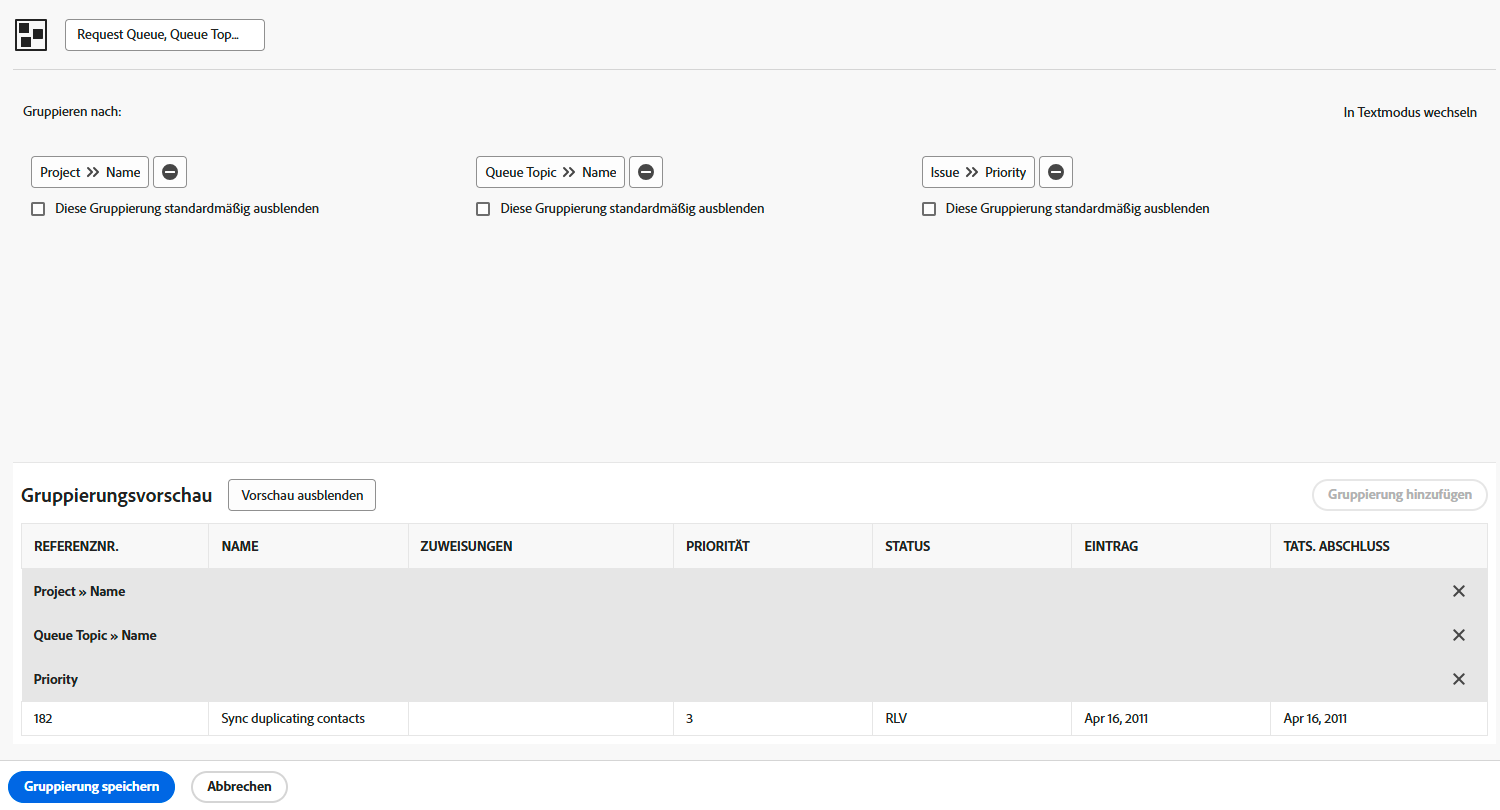 Request Queue, Queue Top...
Gruppieren nach:
In Textmodus wechseln
Project » Name
Queue Topic » Name
Issue » Priority
Diese Gruppierung standardmäßig ausblenden
Diese Gruppierung standardmäßig ausblenden
Diese Gruppierung standardmäßig ausblenden
Gruppierungsvorschau
Vorschau ausblenden
Gruppierung hinzufügen
REFERENZNR. NAME ZUWEISUNGEN PRIORITÄT STATUS EINTRAG TATS. ABSCHLUSS
Project » Name
Queue Topic » Name
Priority
182 Sync duplicating contacts 3 RLV Apr 16, 2011 Apr 16, 2011
Gruppierung speichern
Abbrechen